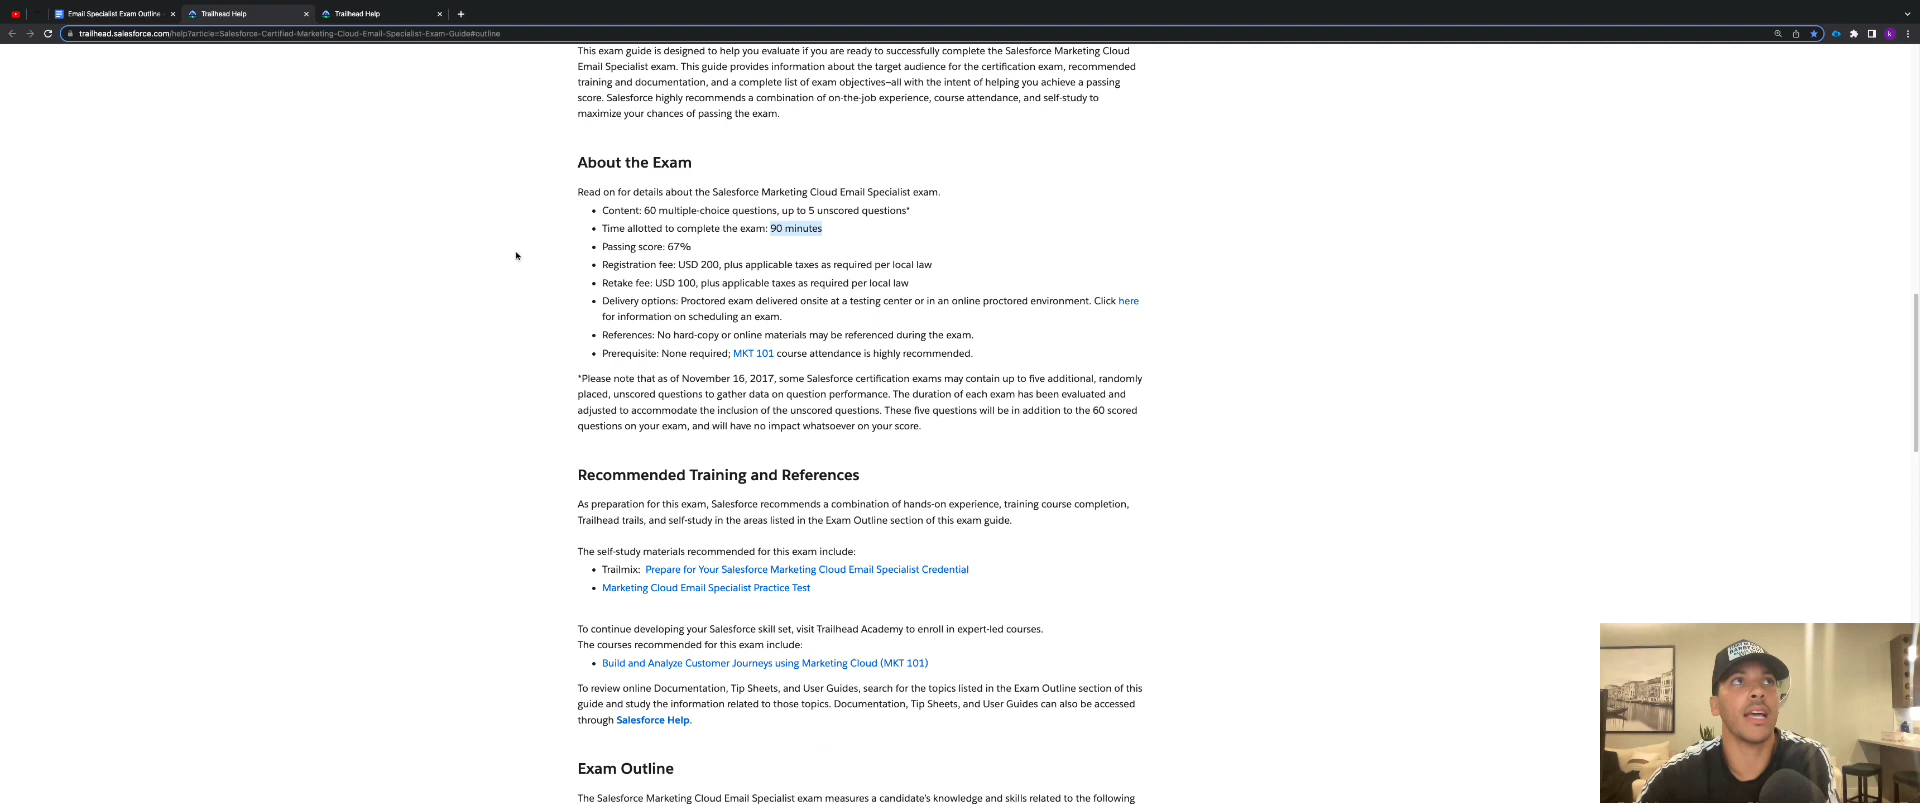 Email Specialist Exam Outline
Trailhead Help
Trailhead Help
trailhead.salesforce.com/help?article=Salesforce-Certified-Marketing-Cloud-Email-Specialist-Exam-Guide#outline
This exam guide is designed to help you evaluate if you are ready to successfully complete the Salesforce Marketing Cloud
Email Specialist exam. This guide provides information about the target audience for the certification exam, recommended
training and documentation, and a complete list of exam objectives—all with the intent of helping you achieve a passing
score. Salesforce highly recommends a combination of on-the-job experience, course attendance, and self-study to
maximize your chances of passing the exam.
About the Exam
Read on for details about the Salesforce Marketing Cloud Email Specialist exam.
• Content: 60 multiple-choice questions, up to 5 unscored questions*
• Time allotted to complete the exam: 90 minutes
• Passing score: 67%
• Registration fee: USD 200, plus applicable taxes as required per local law
• Retake fee: USD 100, plus applicable taxes as required per local law
• Delivery options: Proctored exam delivered onsite at a testing center or in an online proctored environment. Click here
for information on scheduling an exam.
• References: No hard-copy or online materials may be referenced during the exam.
• Prerequisite: None required; MKT 101 course attendance is highly recommended.
*Please note that as of November 16, 2017, some Salesforce certification exams may contain up to five additional, randomly
placed, unscored questions to gather data on question performance. The duration of each exam has been evaluated and
adjusted to accommodate the inclusion of the unscored questions. These five questions will be in addition to the 60 scored
questions on your exam, and will have no impact whatsoever on your score.
Recommended Training and References
As preparation for this exam, Salesforce recommends a combination of hands-on experience, training course completion,
Trailhead trails, and self-study in the areas listed in the Exam Outline section of this exam guide.
The self-study materials recommended for this exam include:
• Trailmix: Prepare for Your Salesforce Marketing Cloud Email Specialist Credential
• Marketing Cloud Email Specialist Practice Test
To continue developing your Salesforce skill set, visit Trailhead Academy to enroll in expert-led courses.
The courses recommended for this exam include:
• Build and Analyze Customer Journeys using Marketing Cloud (MKT 101)
To review online Documentation, Tip Sheets, and User Guides, search for the topics listed in the Exam Outline section of this
guide and study the information related to those topics. Documentation, Tip Sheets, and User Guides can also be accessed
through Salesforce Help.
Exam Outline
The Salesforce Marketing Cloud Email Specialist exam measures a candidate's knowledge and skills related to the following